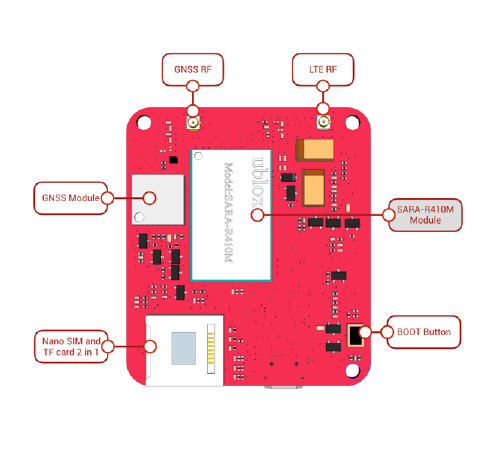 GNSS RF
LTE RF
ublox
Model:SARA-R410M
GNSS Module
SARA-R410M
Module
Nano SIM and
TF card 2 in 1
BOOT Button